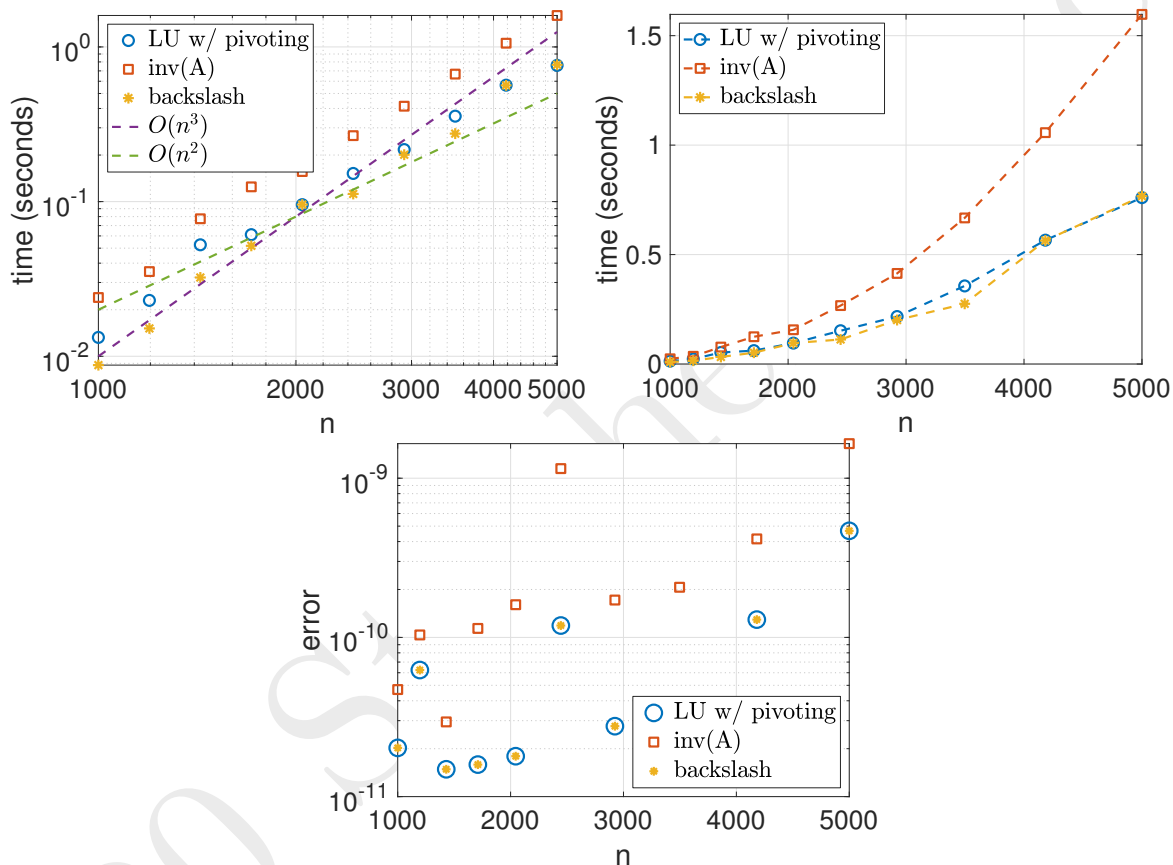 10^0
10^-1
10^-2
time (seconds)
LU w/ pivoting
inv(A)
backslash
O(n^3)
O(n^2)
1000 2000 3000 4000 5000
n
1.5
1
0.5
0
time (seconds)
LU w/ pivoting
inv(A)
backslash
1000 2000 3000 4000 5000
n
10^-9
10^-10
10^-11
error
LU w/ pivoting
inv(A)
backslash
1000 2000 3000 4000 5000
n